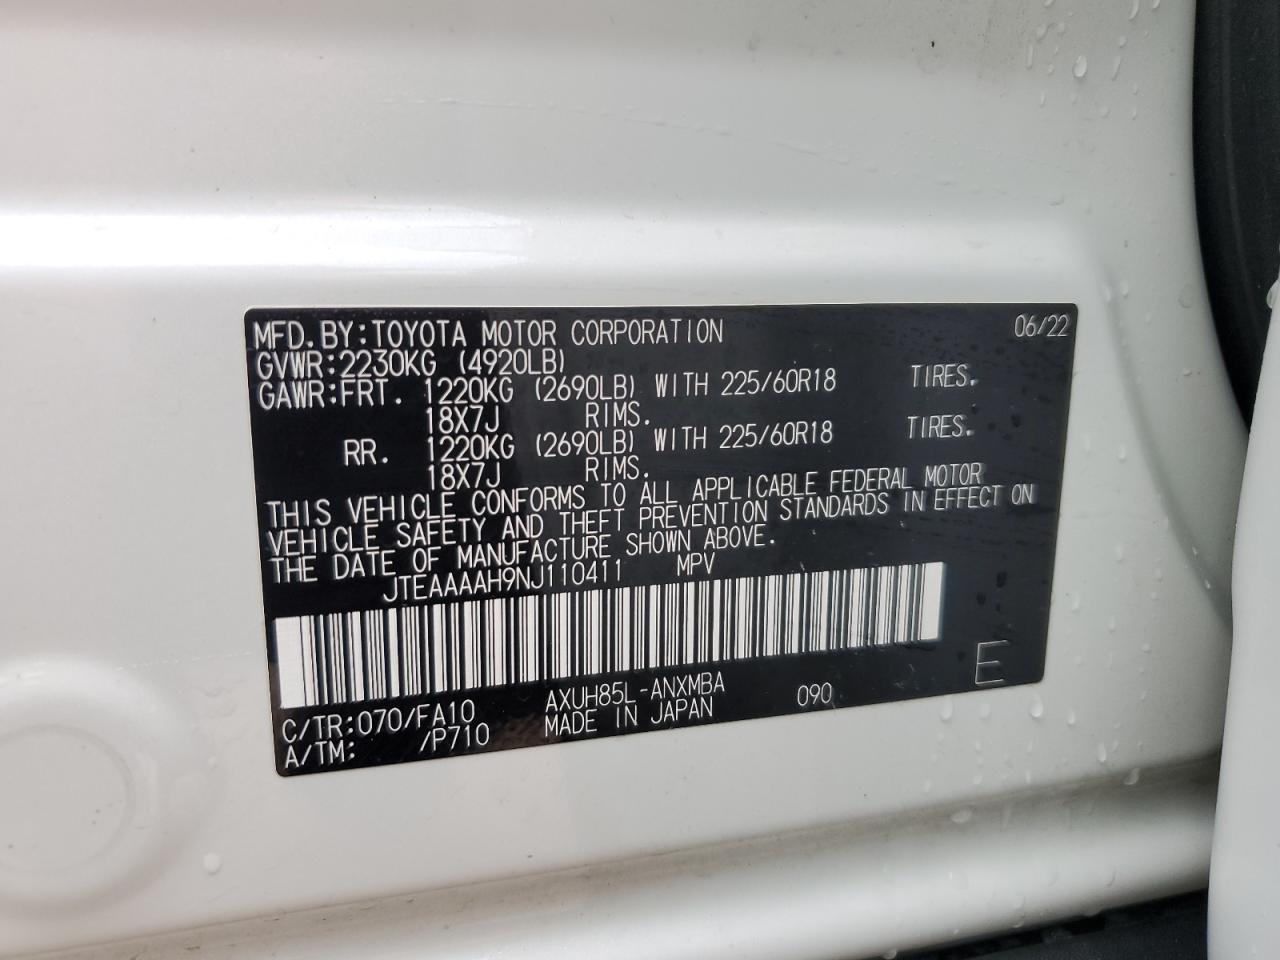 MFD.BY:TOYOTA MOTOR CORPORATION 06/22
GVWR:2230KG (4920LB)
GAWR:FRT. 1220KG (2690LB) WITH 225/60R18 TIRES.
18X7J RIMS.
RR. 1220KG (2690LB) WITH 225/60R18 TIRES.
18X7J RIMS.
THIS VEHICLE CONFORMS TO ALL APPLICABLE FEDERAL MOTOR
VEHICLE SAFETY AND THEFT PREVENTION STANDARDS IN EFFECT ON
THE DATE OF MANUFACTURE SHOWN ABOVE.
JTEAAAAH9NJ110411 MPV
E
C/TR:070/FA10 AXUH85L-ANXMBA 090
A/TM: /P710 MADE IN JAPAN